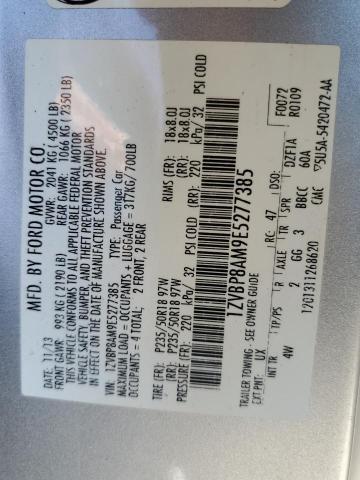 MFD. BY FORD MOTOR CO.
DATE: 11/13 GVWR: 2041 KG ( 4500 LB)
FRONT GAWR: 993 KG ( 2190 LB) REAR GAWR: 1066 KG ( 2350 LB)
THIS VEHICLE CONFORMS TO ALL APPLICABLE FEDERAL MOTOR
VEHICLE SAFETY, BUMPER, AND THEFT PREVENTION STANDARDS
IN EFFECT ON THE DATE OF MANUFACTURE SHOWN ABOVE.
VIN: 1ZVBP8AM9E5277385 TYPE: Passenger Car
MAXIMUM LOAD = OCCUPANTS + LUGGAGE = 317KG/ 700LB
OCCUPANTS = 4 TOTAL; 2 FRONT, 2 REAR
TIRE (FR): P235/50R18 97W RIMS (FR): 18x8.0J
TIRE (RR): P235/50R18 97W (RR): 18x8.0J
PRESSURE (FR): 220 kPa/ 32 PSI COLD (RR): 220 kPa/ 32 PSI COLD
1ZVBP8AM9E5277385
TRAILER TOWING - SEE OWNER GUIDE
F0072
R0109
EXT PNT: UX RC: 47 DSO:
INT TR TP/PS R AXLE TR SPR DZF1A
4W 2 GG 3 BBCC 60A
CMC
5U5A-5420472-AA